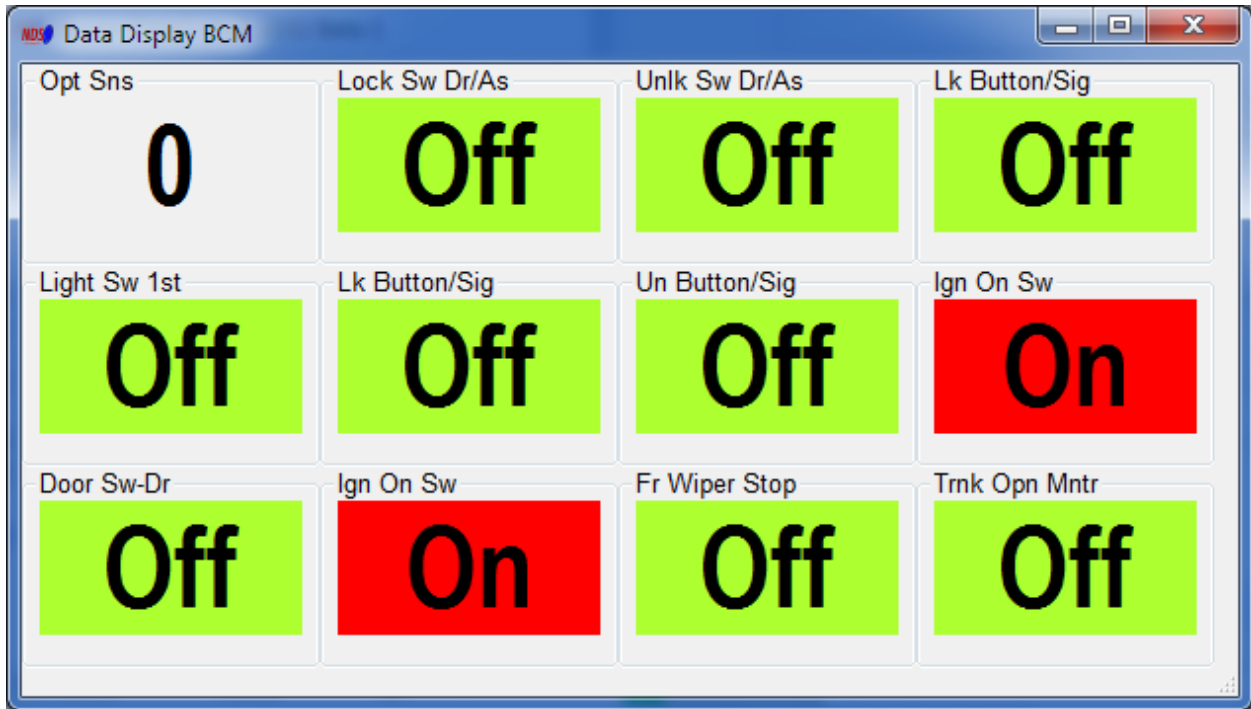 NDS Data Display BCM
Opt Sns
Lock Sw Dr/As
Unlk Sw Dr/As
Lk Button/Sig
0
Off
Off
Off
Light Sw 1st
Lk Button/Sig
Un Button/Sig
Ign On Sw
Off
Off
Off
On
Door Sw-Dr
Ign On Sw
Fr Wiper Stop
Trnk Opn Mntr
Off
On
Off
Off